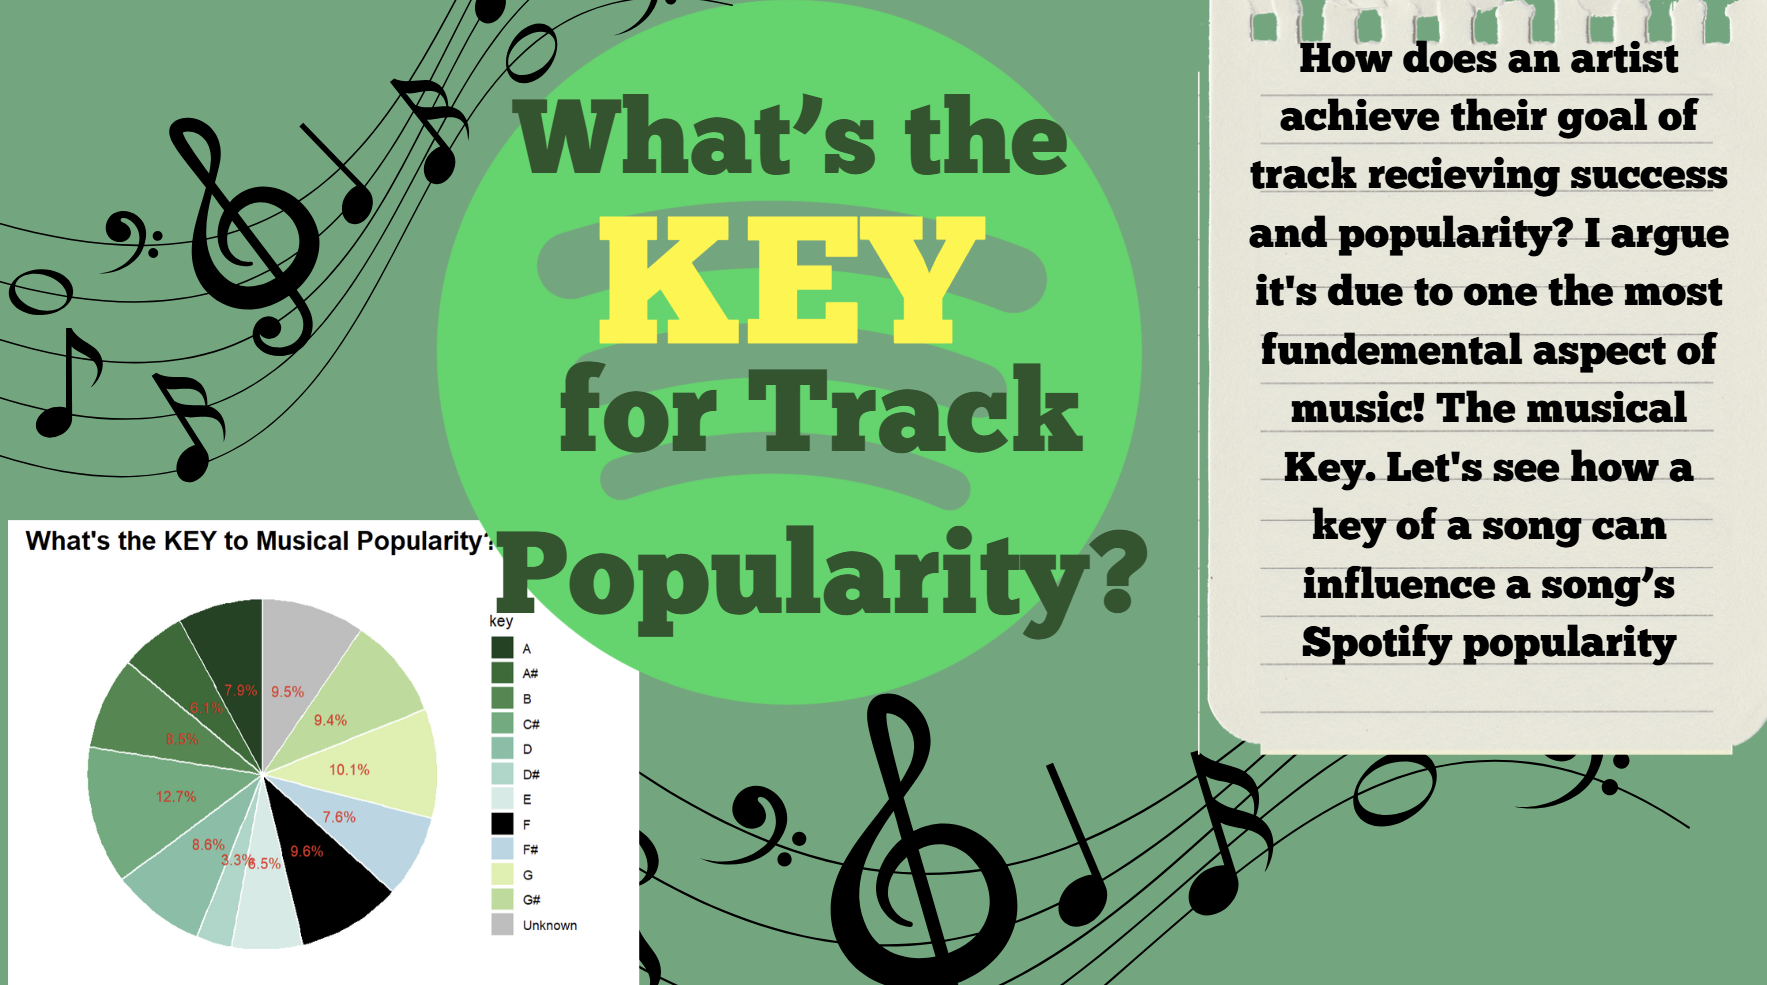 What's the
KEY
for Track
Popularity?
How does an artist
achieve their goal of
track recieving success
and popularity? I argue
it's due to one the most
fundemental aspect of
music! The musical
Key. Let's see how a
key of a song can
influence a song's
Spotify popularity
What's the KEY to Musical Popularity?
7.9%
9.5%
6.1%
9.4%
8.6%
10.1%
12.7%
7.6%
8.6%
3.3%
6.5%
9.6%
key
A
A#
B
C#
D
D#
E
F
F#
G
G#
Unknown